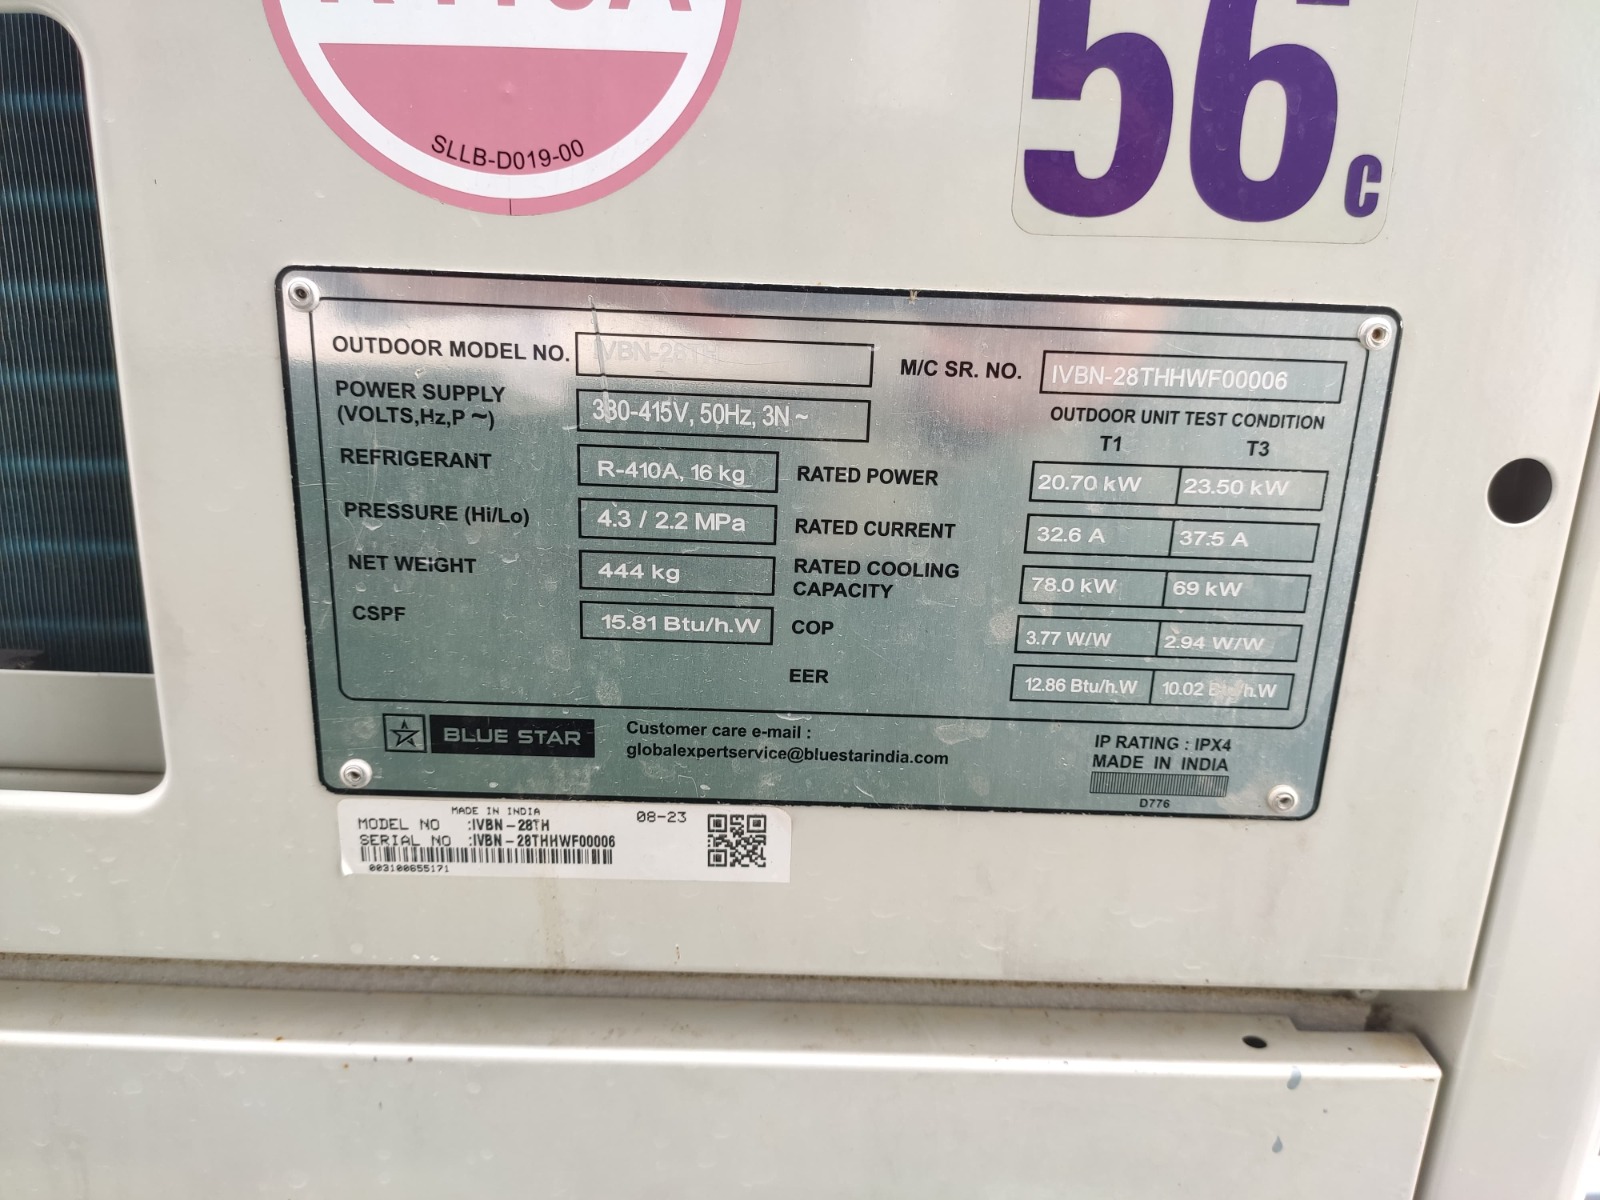 R-410A
SLLB-D019-00
56
C
OUTDOOR MODEL NO. IVBN-28TH
M/C SR. NO. IVBN-28THHWF00006
POWER SUPPLY
(VOLTS,Hz,P ~) 380-415V, 50Hz, 3N ~
OUTDOOR UNIT TEST CONDITION
T1 T3
REFRIGERANT R-410A, 16 kg
RATED POWER 20.70 kW 23.50 kW
PRESSURE (Hi/Lo) 4.3 / 2.2 MPa
RATED CURRENT 32.6 A 37.5 A
NET WEIGHT 444 kg
RATED COOLING
CAPACITY 78.0 kW 69 kW
CSPF 15.81 Btu/h.W
COP 3.77 W/W 2.94 W/W
EER 12.86 Btu/h.W 10.02 Btu/h.W
BLUE STAR
Customer care e-mail :
globalexpertservice@bluestarindia.com
IP RATING : IPX4
MADE IN INDIA
D776
MADE IN INDIA
08-23
MODEL NO :IVBN-28TH
SERIAL NO :IVBN-28THHWF00006
003100655171